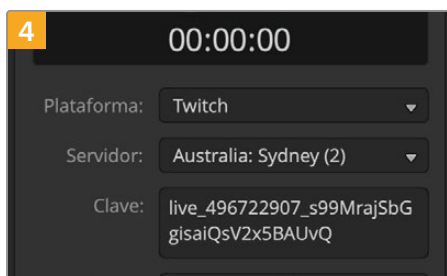 4
00:00:00
Plataforma: Twitch
Servidor: Australia: Sydney (2)
Clave: live_496722907_s99MrajSbG
gisaiQsV2x5BAUvQ